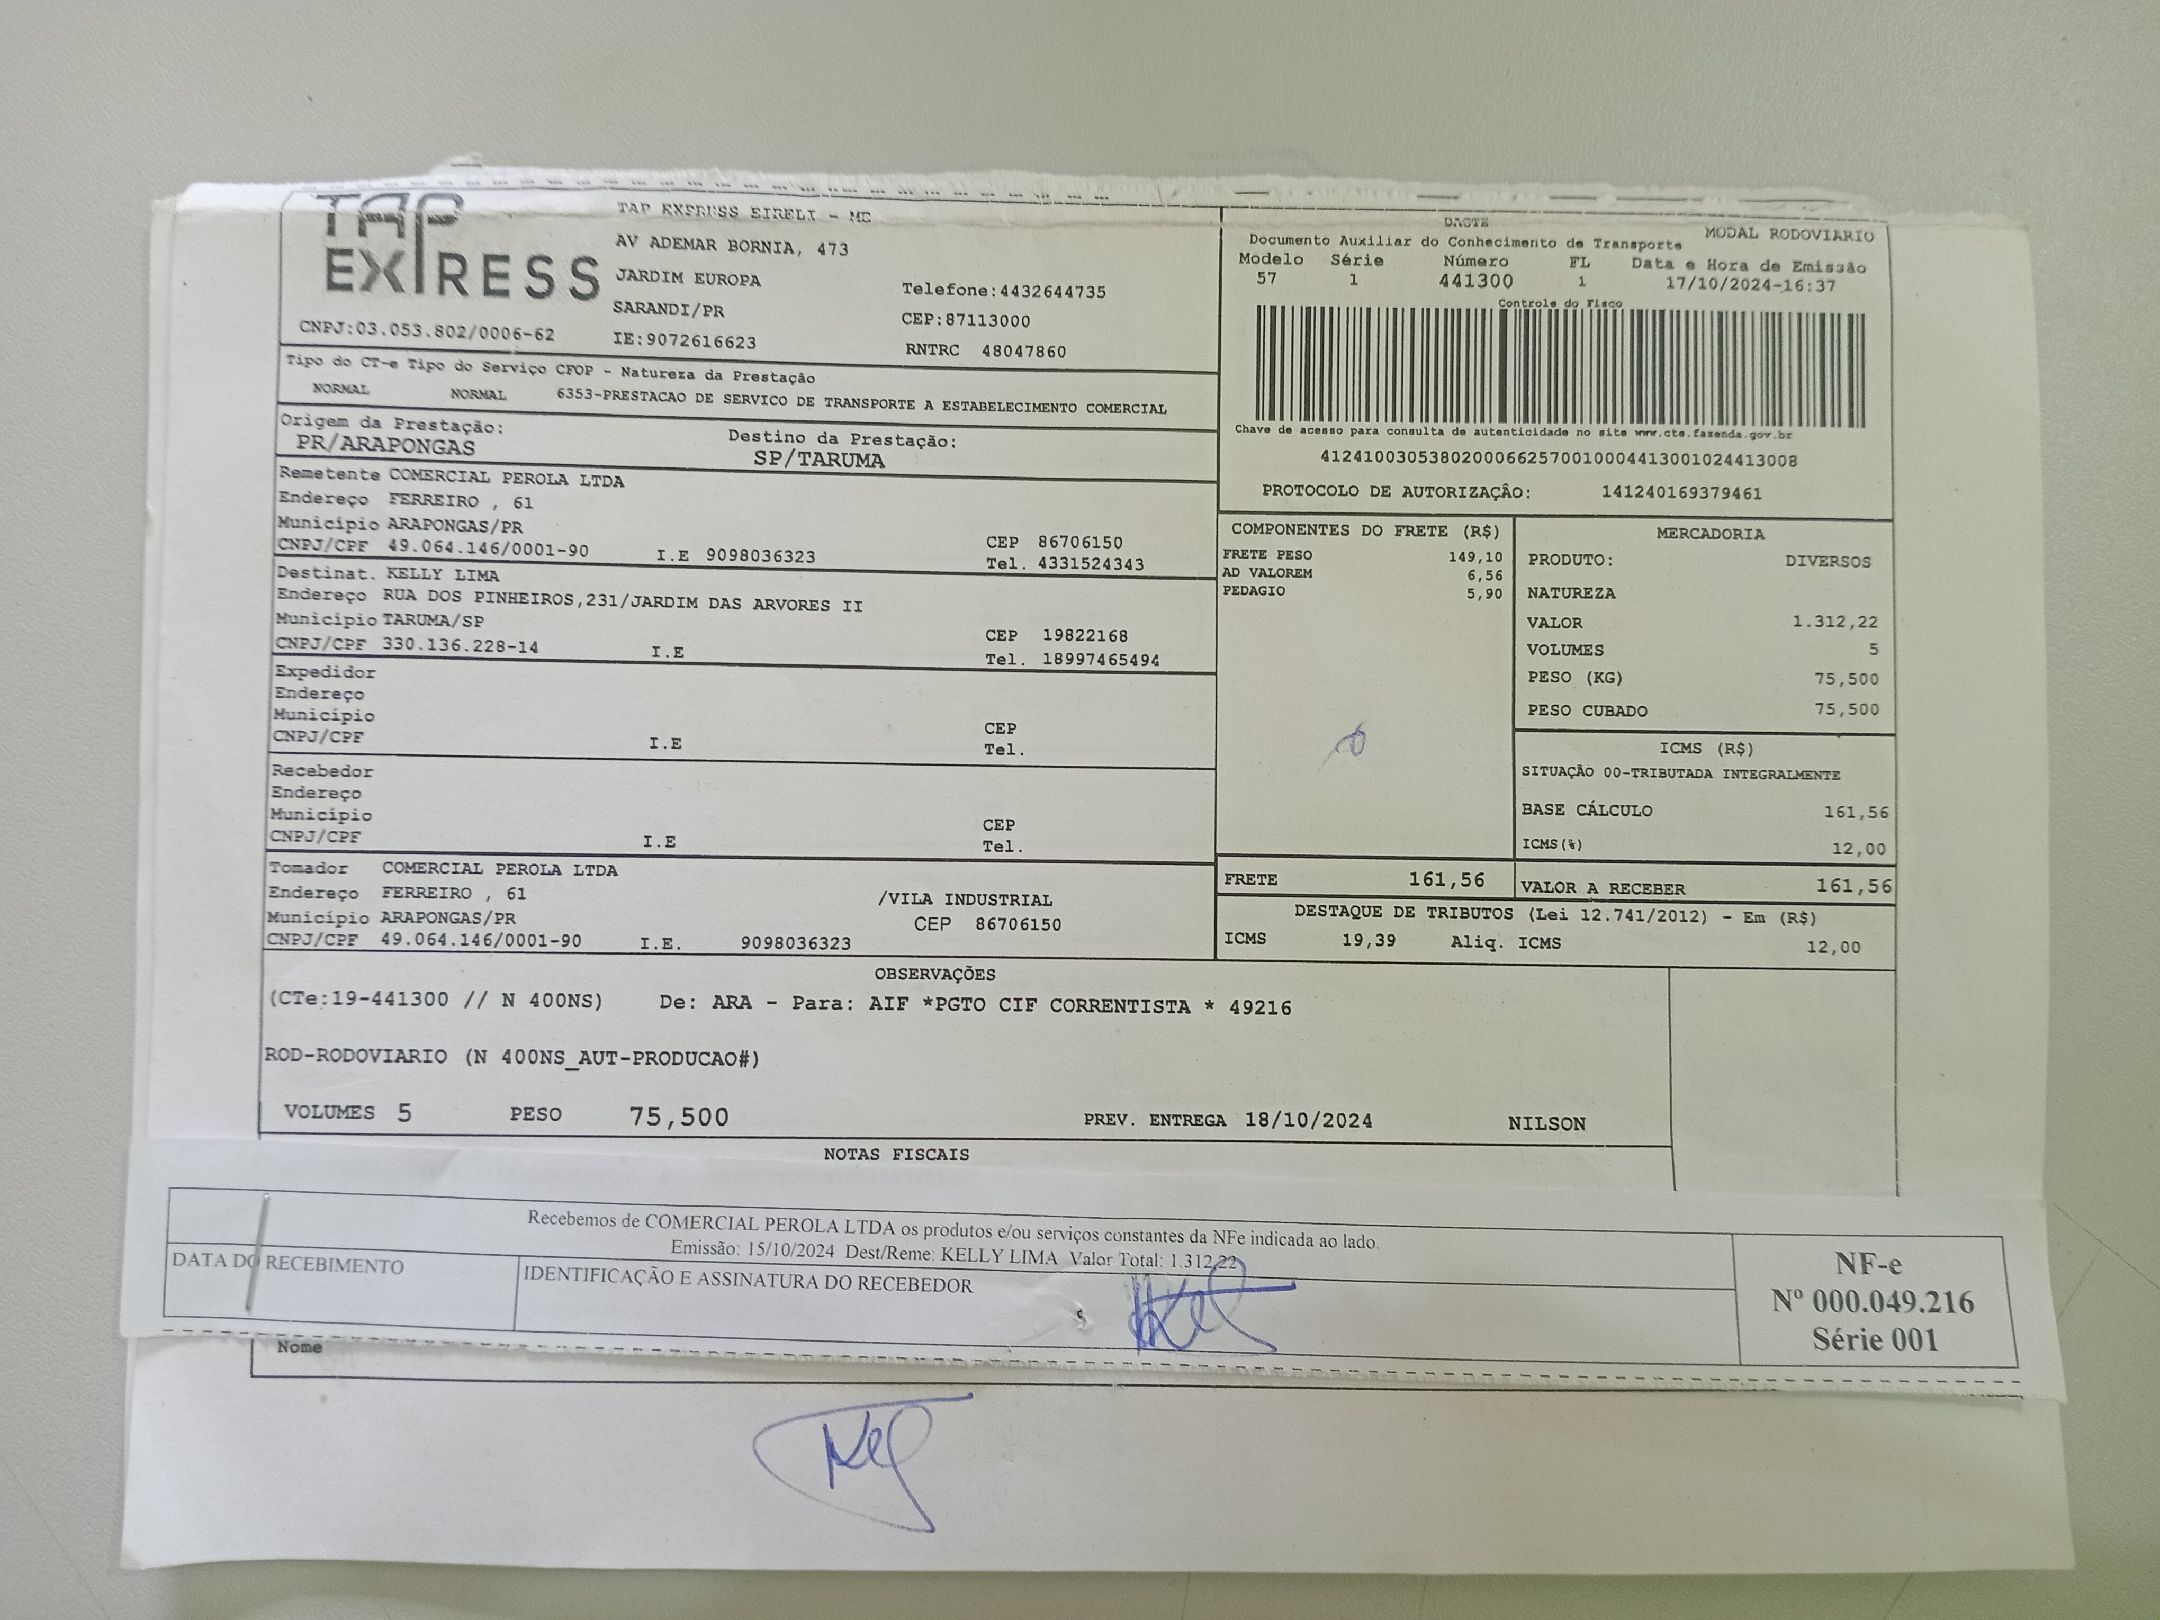 TAP
EXPRESS
TAP EXPRESS EIRELI - ME
AV ADEMAR BORNIA, 473
JARDIM EUROPA
SARANDI/PR
Telefone:4432644735
CEP:87113000
CNPJ:03.053.802/0006-62
IE:9072616623
RNTRC 48047860
DACTE
MODAL RODOVIARIO
Documento Auxiliar do Conhecimento de Transporte
Modelo Série Número FL Data e Hora de Emissão
57 1 441300 1 17/10/2024-16:37
Controle do Fisco
Chave de acesso para consulta de autenticidade no site www.cte.fazenda.gov.br
41241003053802000662570010004413001024413008
PROTOCOLO DE AUTORIZAÇÂO: 141240169379461
Tipo do CT-e Tipo do Serviço CFOP - Natureza da Prestação
NORMAL NORMAL 6353-PRESTACAO DE SERVICO DE TRANSPORTE A ESTABELECIMENTO COMERCIAL
Origem da Prestação: Destino da Prestação:
PR/ARAPONGAS SP/TARUMA
Remetente COMERCIAL PEROLA LTDA
Endereço FERREIRO , 61
Município ARAPONGAS/PR CEP 86706150
CNPJ/CPF 49.064.146/0001-90 I.E 9098036323 Tel. 4331524343
Destinat. KELLY LIMA
Endereço RUA DOS PINHEIROS,231/JARDIM DAS ARVORES II
Município TARUMA/SP CEP 19822168
CNPJ/CPF 330.136.228-14 I.E Tel. 18997465494
Expedidor
Endereço
Município CEP
CNPJ/CPF I.E Tel.
Recebedor
Endereço
Município CEP
CNPJ/CPF I.E Tel.
Tomador COMERCIAL PEROLA LTDA
Endereço FERREIRO , 61 /VILA INDUSTRIAL
Município ARAPONGAS/PR CEP 86706150
CNPJ/CPF 49.064.146/0001-90 I.E. 9098036323
COMPONENTES DO FRETE (R$)
FRETE PESO 149,10
AD VALOREM 6,56
PEDAGIO 5,90
MERCADORIA
PRODUTO: DIVERSOS
NATUREZA
VALOR 1.312,22
VOLUMES 5
PESO (KG) 75,500
PESO CUBADO 75,500
ICMS (R$)
SITUAÇÃO 00-TRIBUTADA INTEGRALMENTE
BASE CÁLCULO 161,56
ICMS(%) 12,00
FRETE 161,56 VALOR A RECEBER 161,56
DESTAQUE DE TRIBUTOS (Lei 12.741/2012) - Em (R$)
ICMS 19,39 Aliq. ICMS 12,00
OBSERVAÇÕES
(CTe:19-441300 // N 400NS) De: ARA - Para: AIF *PGTO CIF CORRENTISTA * 49216
ROD-RODOVIARIO (N 400NS_AUT-PRODUCAO#)
VOLUMES 5 PESO 75,500 PREV. ENTREGA 18/10/2024 NILSON
NOTAS FISCAIS
Recebemos de COMERCIAL PEROLA LTDA os produtos e/ou serviços constantes da NFe indicada ao lado.
Emissão: 15/10/2024 Dest/Reme: KELLY LIMA Valor Total: 1.312,22
DATA DO RECEBIMENTO
IDENTIFICAÇÃO E ASSINATURA DO RECEBEDOR
NF-e
Nº 000.049.216
Série 001
Nome